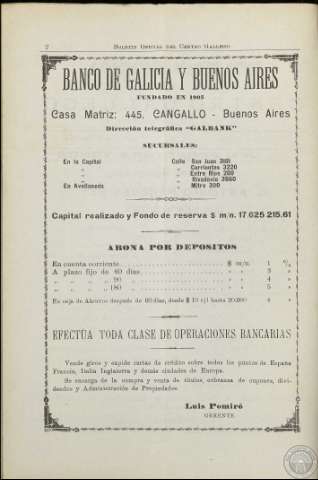 2 BOLETIN OFICIAL DEL CENTRO GALLEGO
BANCO DE GALICIA Y BUENOS AIRES
FUNDADO EN 1905
Casa Matriz: 445, CANGALLO - Buenos Aires
Dirección telegráfica "GALBANK"
SUCURSALES:
En la Capital Calle San Juan 3101
„ Corrientes 3220
„ Entre Rios 200
„ Rivadavia 3860
En Avellaneda „ Mitre 300
Capital realizado y Fondo de reserva $ m/n. 17 625 215.61
ABONA POR DEPOSITOS
En cuenta corriente $ m/n 1 %
A plazo fijo de 60 dias 3 „
„ „ „ „ 90 „ 4 „
„ „ „ „ 180 „ 5 „
En caja de Ahorros después de 60 dias, desde $ 10 c/l hasta 20.000 4 „
EFECTUA TODA CLASE DE OPERACIONES BANCARIAS
Vende giros y expide cartas de crédito sobre todos los puntos de España
Francia, Italia Inglaterra y demás ciudades de Europa.
Se encarga de la compra y venta de titulos, cobranza de cupones, divi-
dendos y Administración de Propiedades
Luis Pomiró
GERENTE